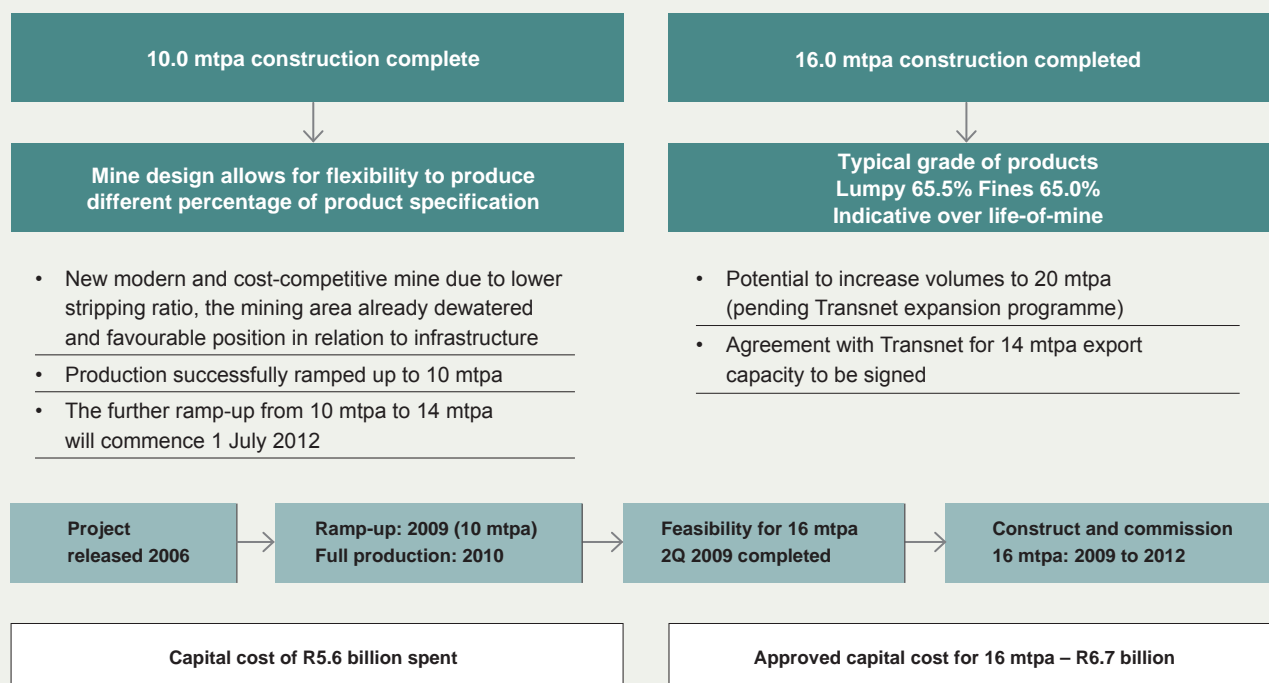 10.0 mtpa construction complete
16.0 mtpa construction completed
Mine design allows for flexibility to produce
different percentage of product specification
Typical grade of products
Lumpy 65.5% Fines 65.0%
Indicative over life-of-mine
• New modern and cost-competitive mine due to lower
stripping ratio, the mining area already dewatered
and favourable position in relation to infrastructure
• Production successfully ramped up to 10 mtpa
• The further ramp-up from 10 mtpa to 14 mtpa
will commence 1 July 2012
• Potential to increase volumes to 20 mtpa
(pending Transnet expansion programme)
• Agreement with Transnet for 14 mtpa export
capacity to be signed
Project
released 2006
Ramp-up: 2009 (10 mtpa)
Full production: 2010
Feasibility for 16 mtpa
2Q 2009 completed
Construct and commission
16 mtpa: 2009 to 2012
Capital cost of R5.6 billion spent
Approved capital cost for 16 mtpa – R6.7 billion